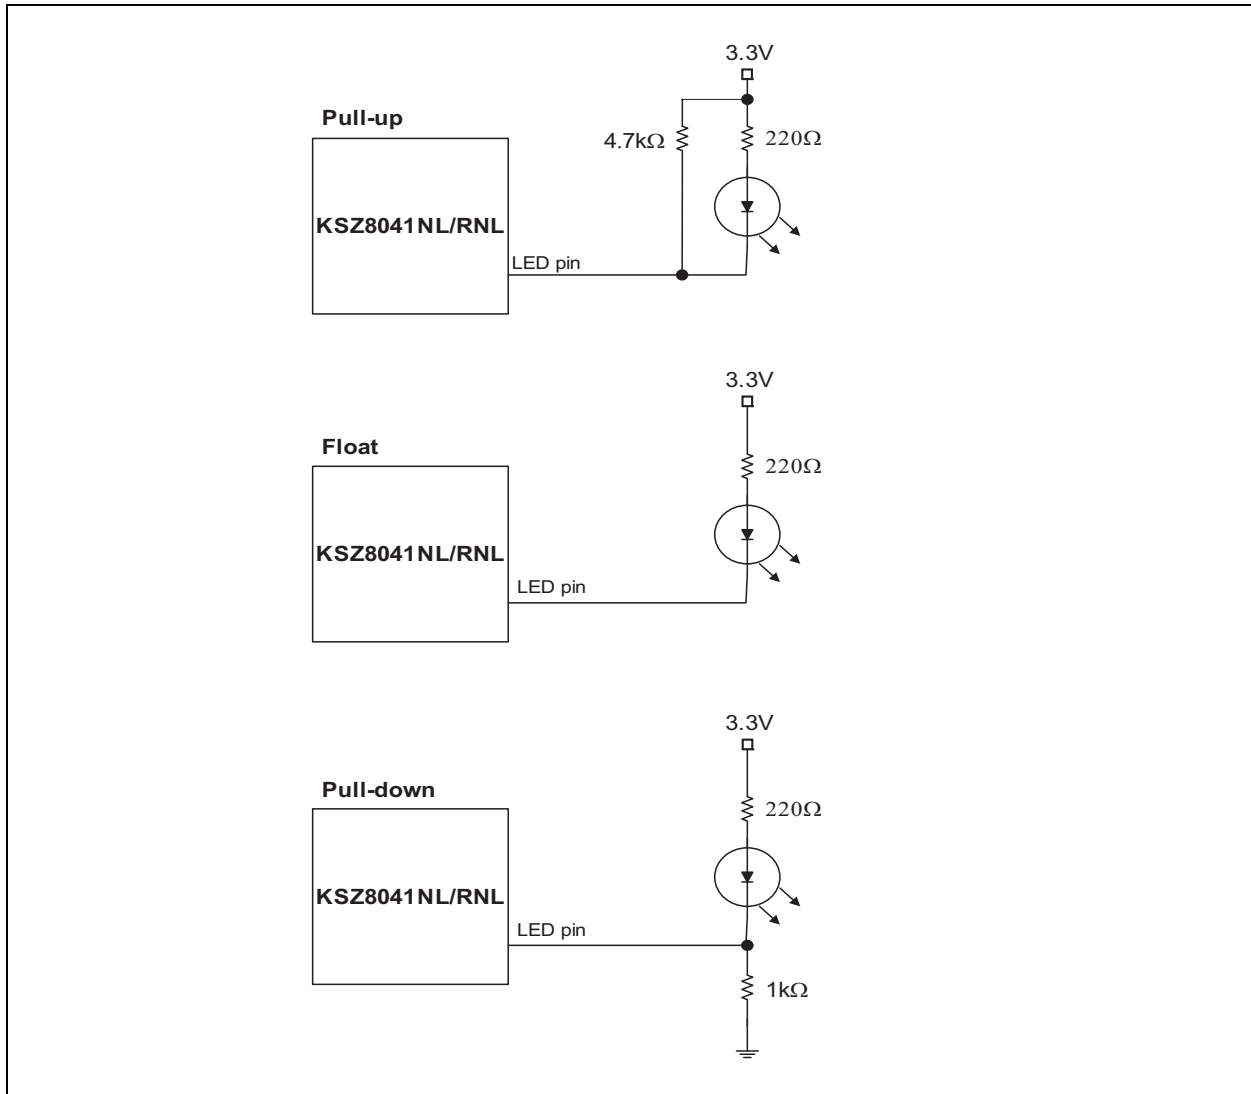 3.3V
Pull-up
4.7kΩ
220Ω
KSZ8041NL/RNL
LED pin
3.3V
Float
220Ω
KSZ8041NL/RNL
LED pin
3.3V
Pull-down
220Ω
KSZ8041NL/RNL
LED pin
1kΩ